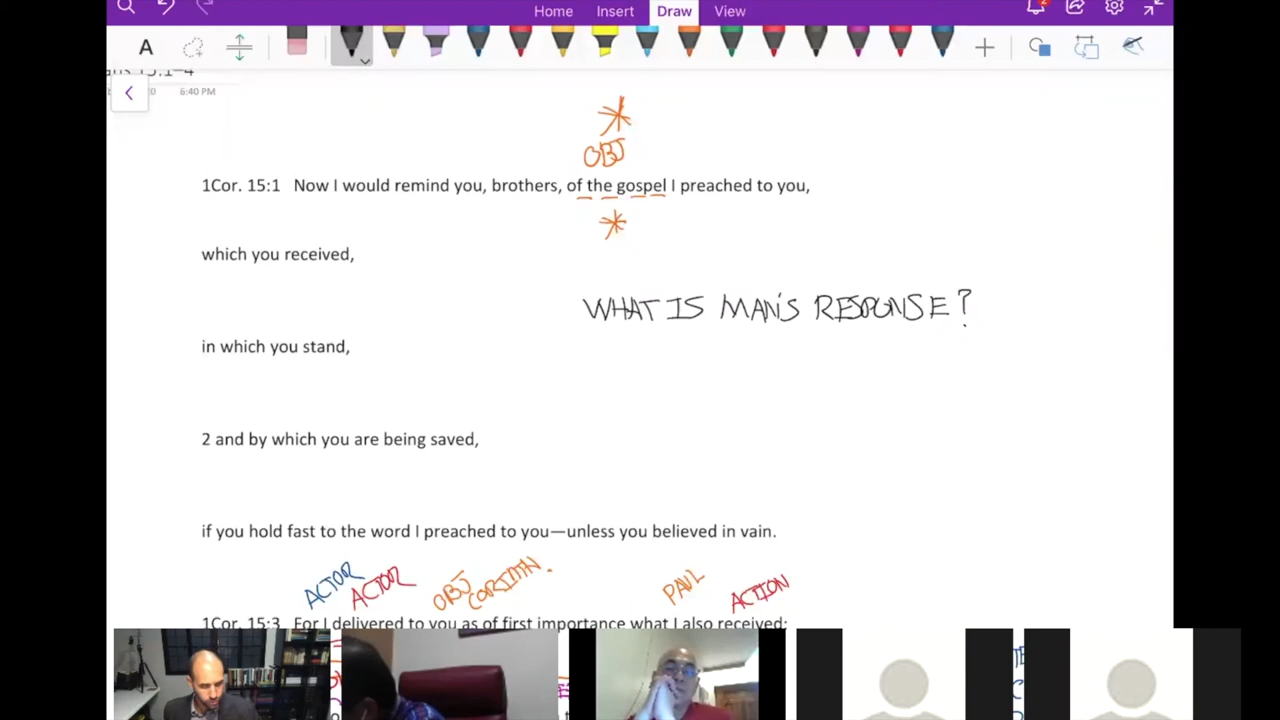 Home Insert Draw View
A
6:40 PM
OBJ
1Cor. 15:1 Now I would remind you, brothers, of the gospel I preached to you,
which you received,
WHAT IS MAN'S RESPONSE?
in which you stand,
2 and by which you are being saved,
if you hold fast to the word I preached to you—unless you believed in vain.
ACTOR ACTOR OBJ CORINTH. PAUL ACTION
1Cor. 15:3 For I delivered to you as of first importance what I also received: